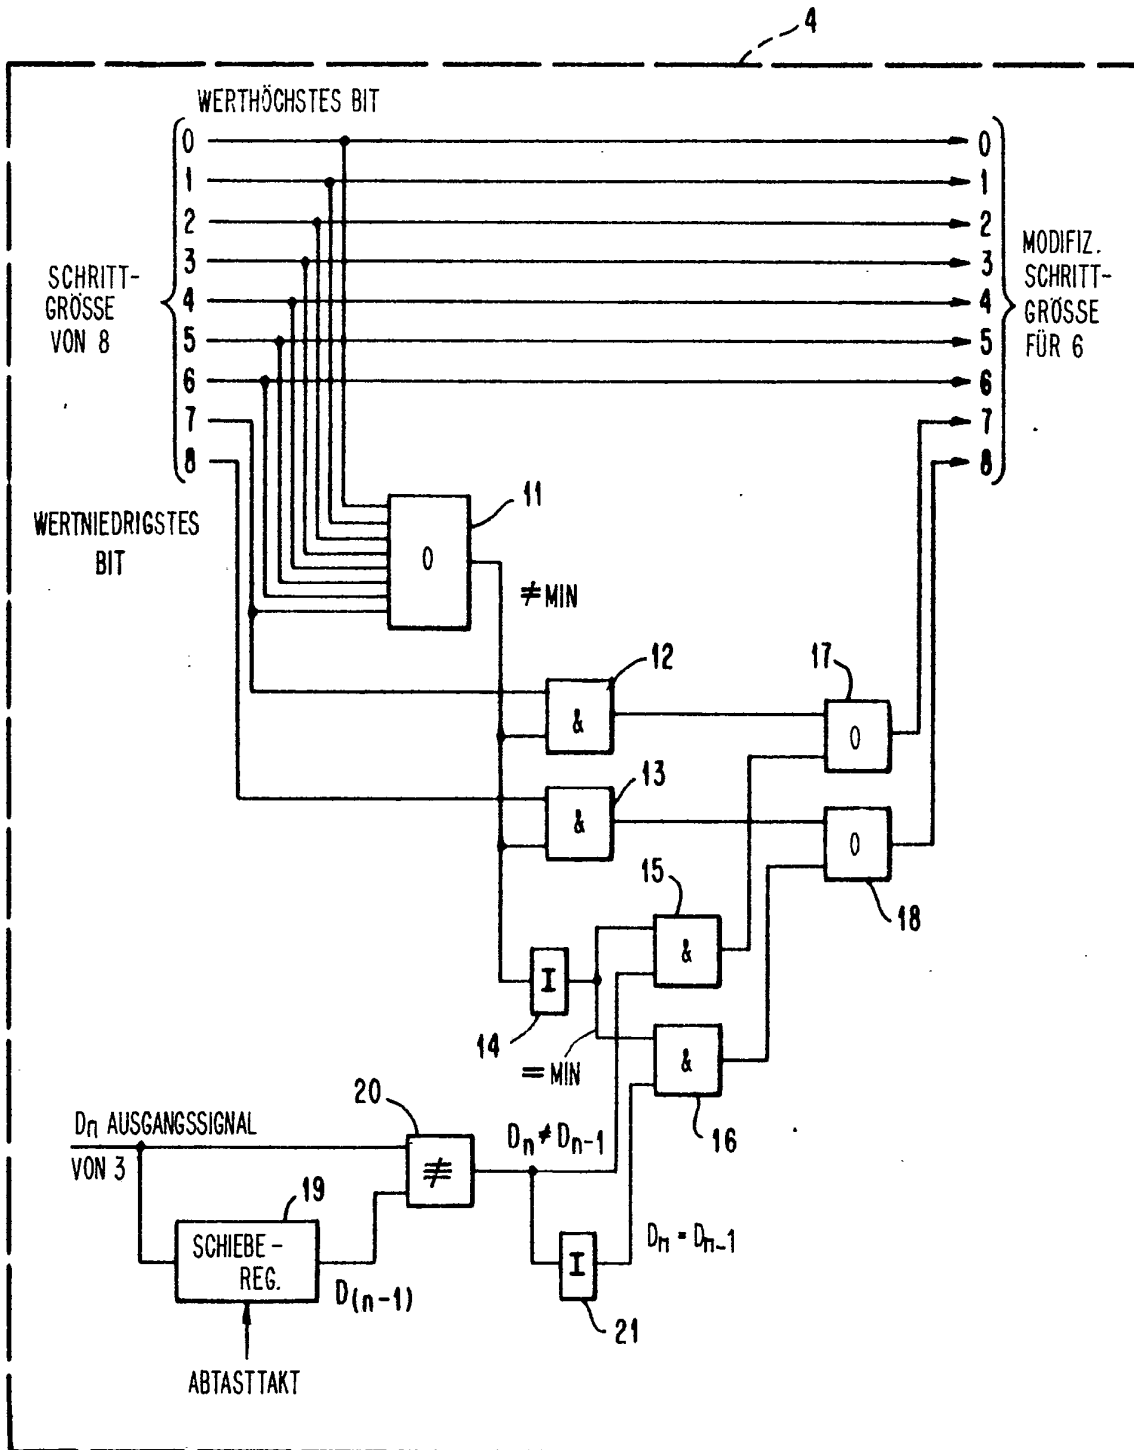 4
WERTHÖCHSTES BIT
0
1
2
3
4
5
6
7
8
SCHRITT-
GRÖSSE
VON 8
0
1
2
3
4
5
6
7
8
MODIFIZ.
SCHRITT-
GRÖSSE
FÜR 6
WERTNIEDRIGSTES
BIT
11
0
≠ MIN
12
&
17
0
13
&
0
18
15
&
I
14
= MIN
&
16
20
≠
Dn AUSGANGSSIGNAL
VON 3
Dn ≠ Dn-1
19
SCHIEBE-
REG.
D(n-1)
I
Dn = Dn-1
21
ABTASTTAKT